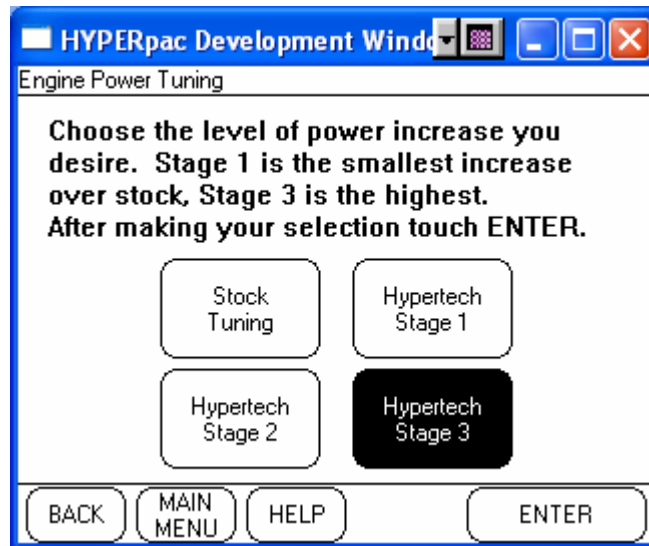 HYPERpac Development
Engine Power Tuning
Choose the level of power increase you
desire. Stage 1 is the smallest increase
over stock, Stage 3 is the highest.
After making your selection touch ENTER.
Stock
Tuning
Hypertech
Stage 1
Hypertech
Stage 2
Hypertech
Stage 3
BACK
MAIN
MENU
HELP
ENTER